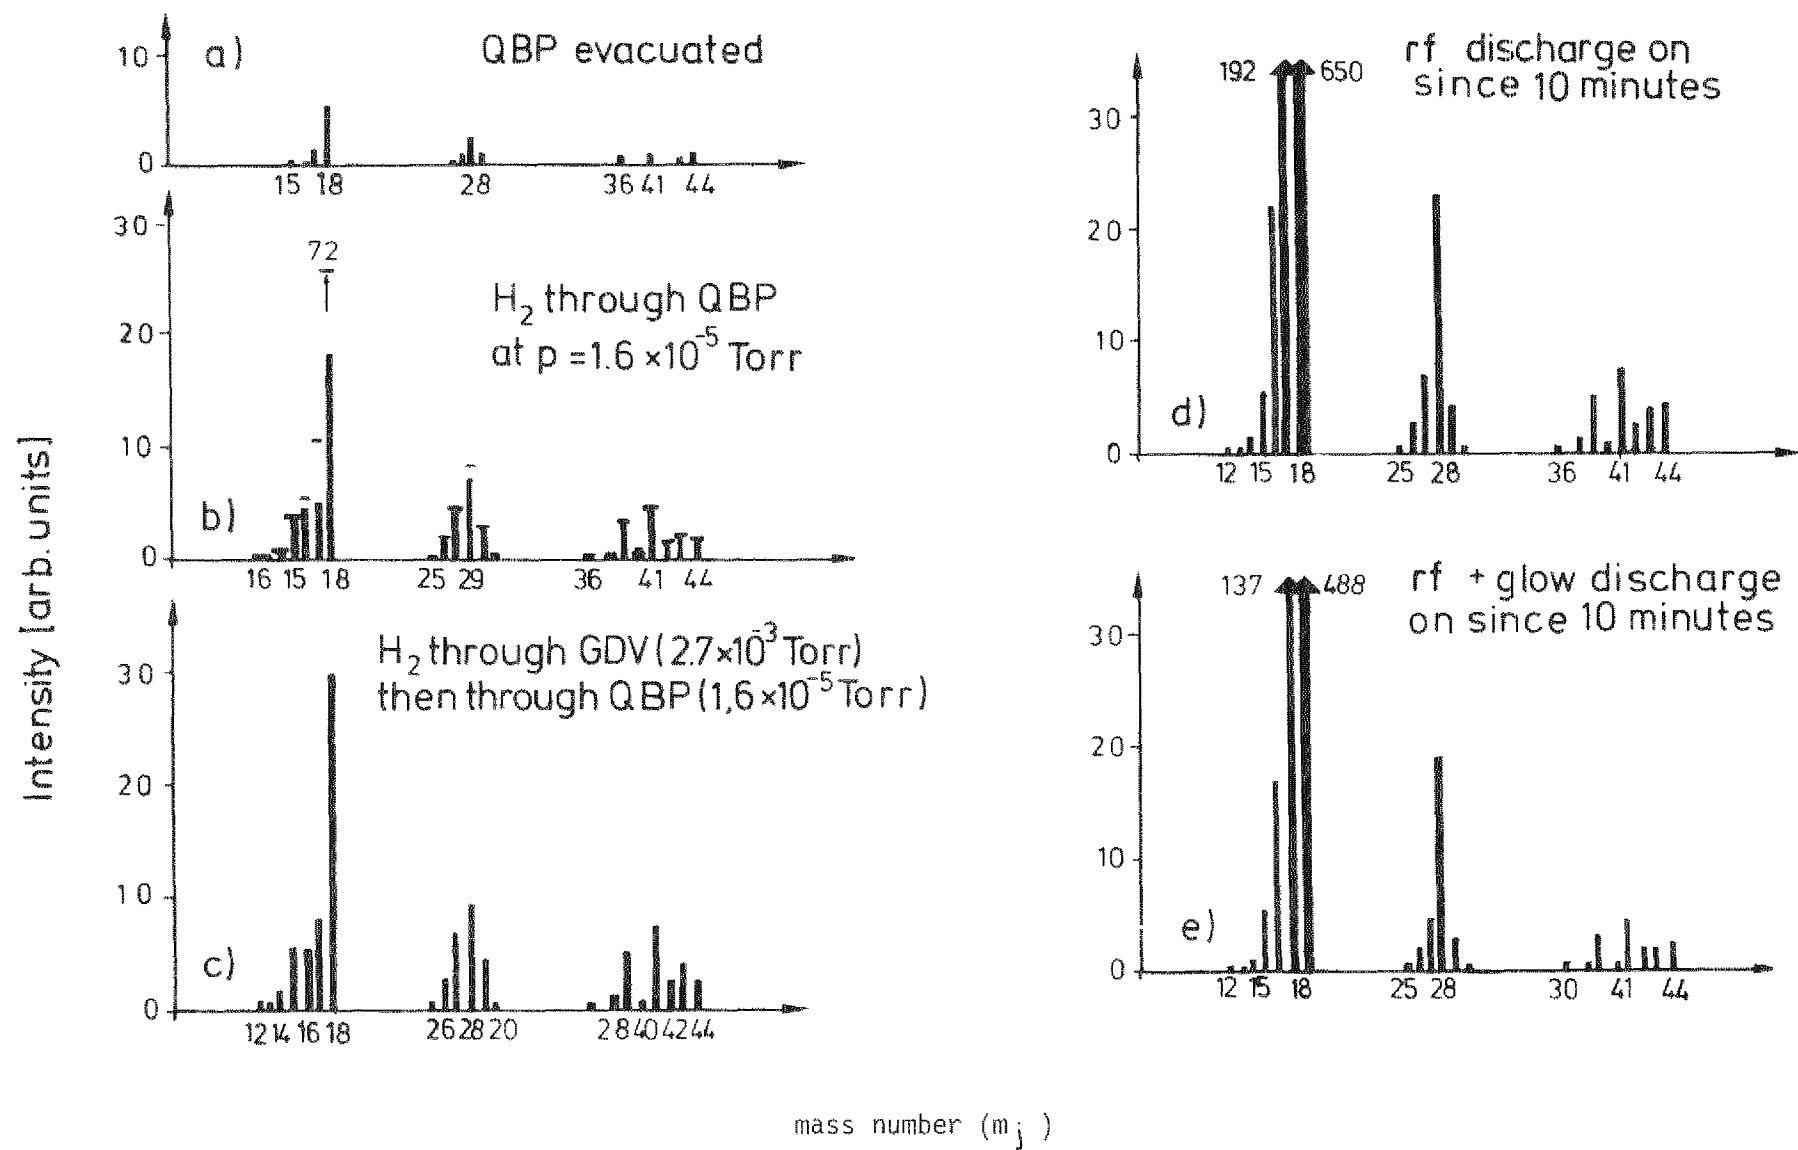 Intensity [arb. units]
a)
QBP evacuated
10
0
15 18 28 36 41 44
b)
H2 through QBP
at p = 1.6 ×10-5 Torr
30
72
20
10
0
16 15 18 25 29 36 41 44
c)
H2 through GDV (2.7×10-3 Torr)
then through QBP (1,6 ×10-5 Torr)
30
20
10
0
12 14 16 18 26 28 20 28 40 42 44
d)
rf discharge on
since 10 minutes
192 650
30
20
10
0
12 15 18 25 28 36 41 44
e)
rf + glow discharge
on since 10 minutes
137 488
30
20
10
0
12 15 18 25 28 30 41 44
mass number (mj )